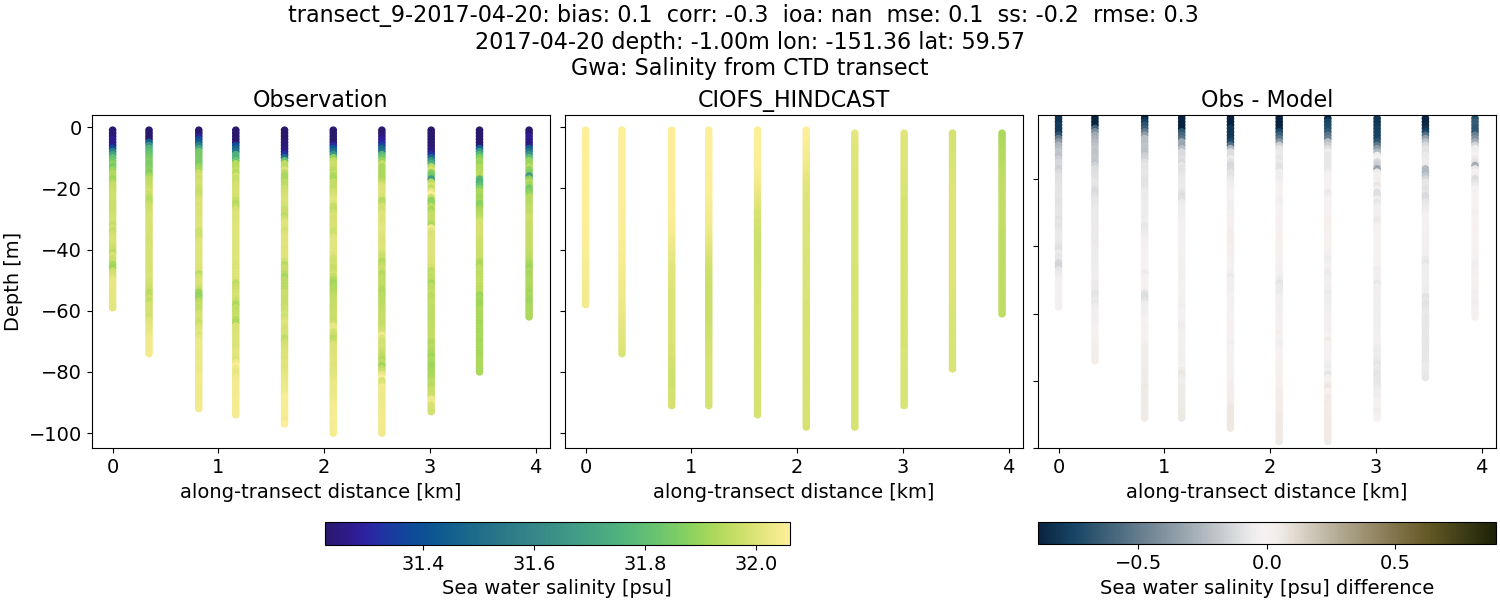 transect_9-2017-04-20: bias: 0.1  corr: -0.3  ioa: nan  mse: 0.1  ss: -0.2  rmse: 0.3
2017-04-20 depth: -1.00m lon: -151.36 lat: 59.57
Gwa: Salinity from CTD transect
Observation
CIOFS_HINDCAST
Obs - Model
Depth [m]
0
−20
−40
−60
−80
−100
0 1 2 3 4
0 1 2 3 4
0 1 2 3 4
along-transect distance [km]
along-transect distance [km]
along-transect distance [km]
31.4 31.6 31.8 32.0
Sea water salinity [psu]
−0.5 0.0 0.5
Sea water salinity [psu] difference